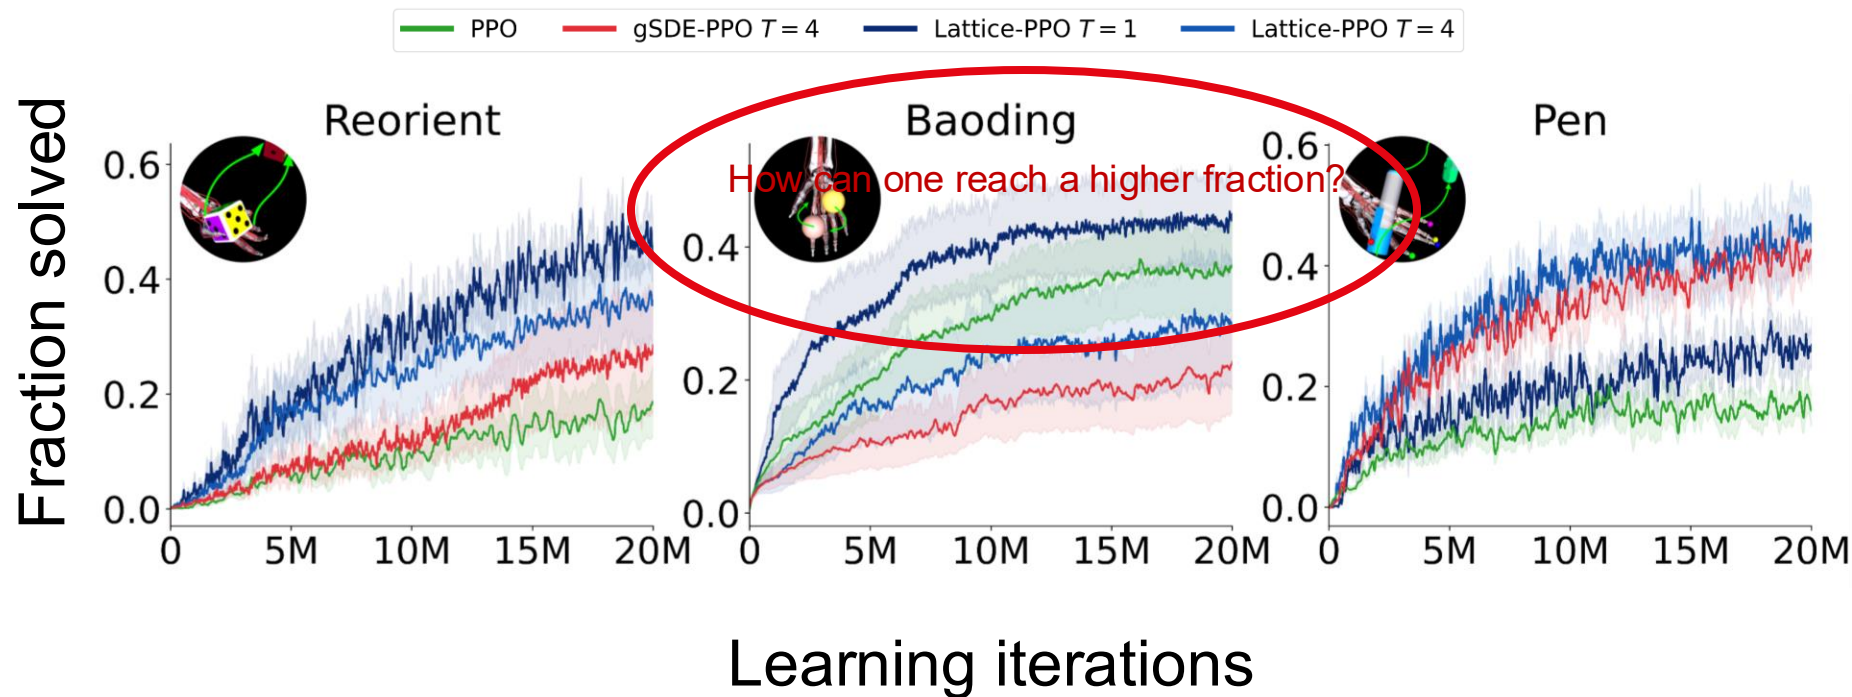 PPO gSDE-PPO T = 4 Lattice-PPO T = 1 Lattice-PPO T = 4
Fraction solved
Reorient
0.6
0.4
0.2
0.0
0 5M 10M 15M 20M
Baoding
How can one reach a higher fraction?
0.4
0.2
0.0
0 5M 10M 15M 20M
Pen
0.6
0.4
0.2
0.0
0 5M 10M 15M 20M
Learning iterations